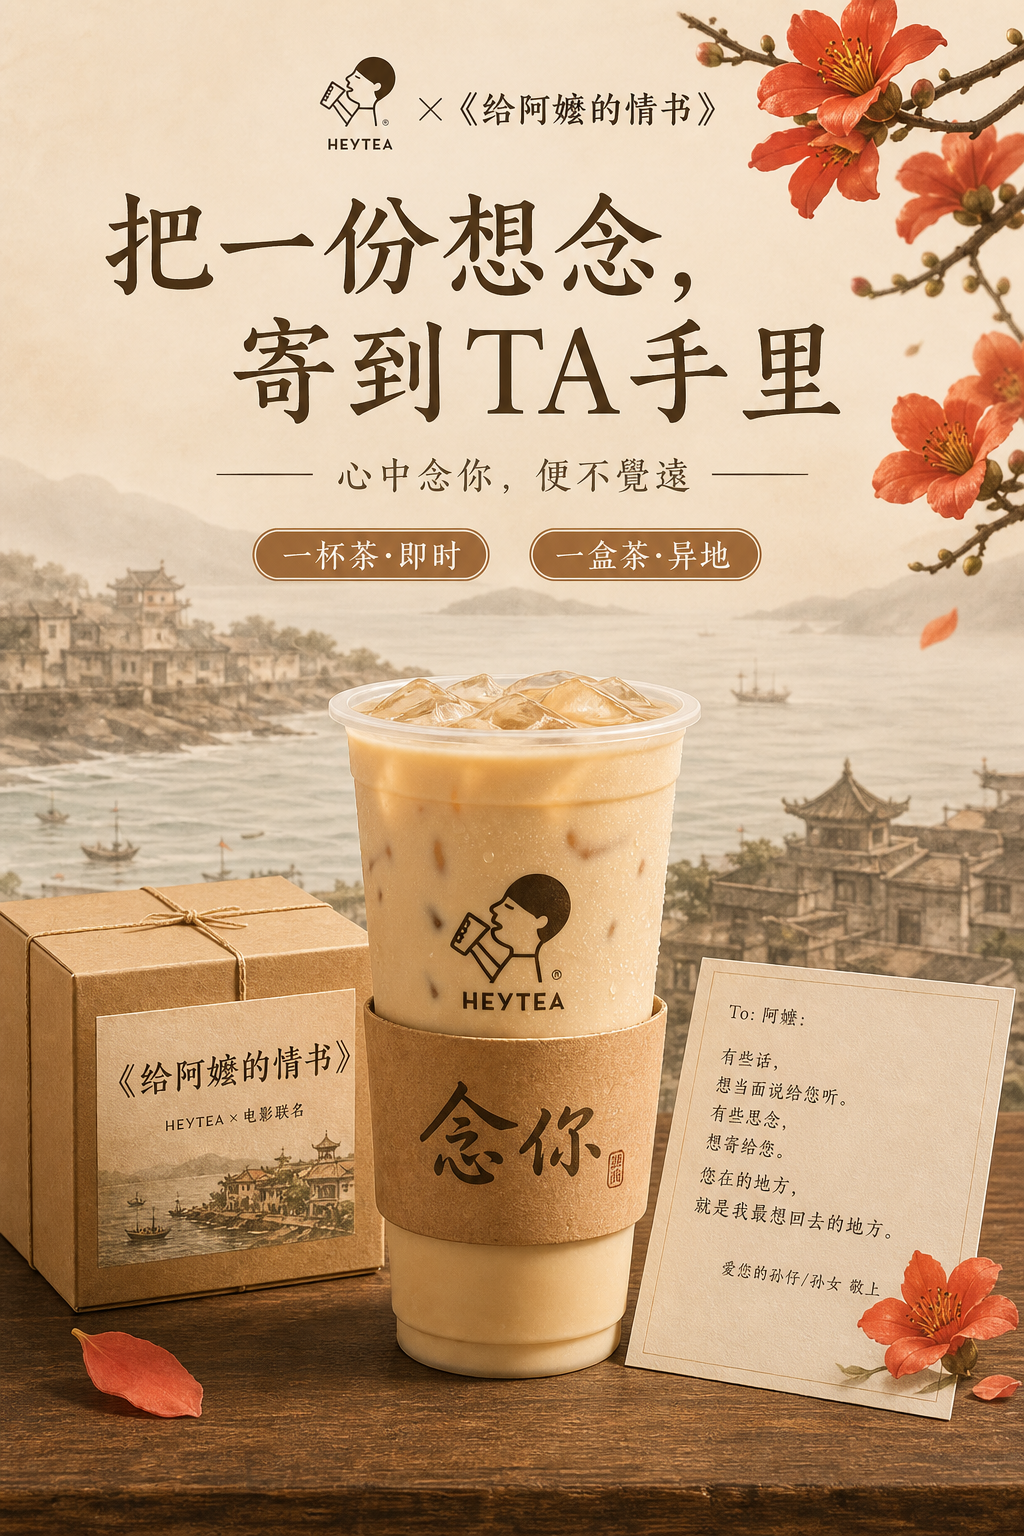 HEYTEA
®
×《给阿嬷的情书》
把一份想念，
寄到TA手里
心中念你，便不覺遠
一杯茶·即时
一盒茶·异地
®
HEYTEA
念你
《给阿嬷的情书》
HEYTEA × 电影联名
To: 阿嬷：
有些话，
想当面说给您听。
有些思念，
想寄给您。
您在的地方，
就是我最想回去的地方。
爱您的孙仔/孙女 敬上